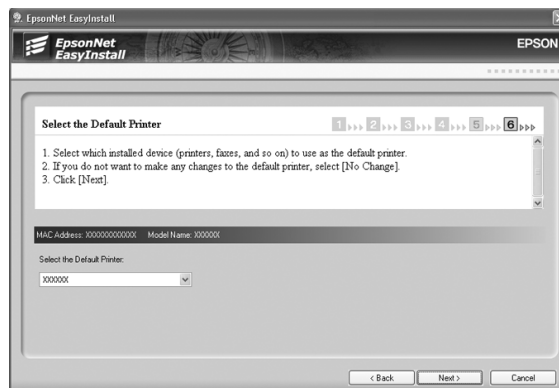 EpsonNet EasyInstall
EpsonNet
EasyInstall
EPSON
Select the Default Printer
1 2 3 4 5 6
1. Select which installed device (printers, faxes, and so on) to use as the default printer.
2. If you do not want to make any changes to the default printer, select [No Change].
3. Click [Next].
MAC Address: XXXXXXXXXXXX Model Name: XXXXXX
Select the Default Printer:
XXXXXX
< Back Next > Cancel